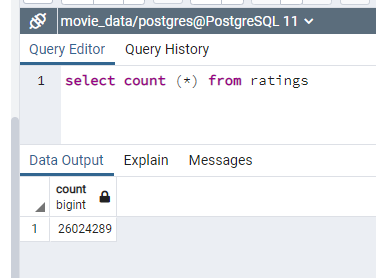 movie_data/postgres@PostgreSQL 11
Query Editor Query History
1 select count (*) from ratings
Data Output Explain Messages
count
bigint
1 26024289